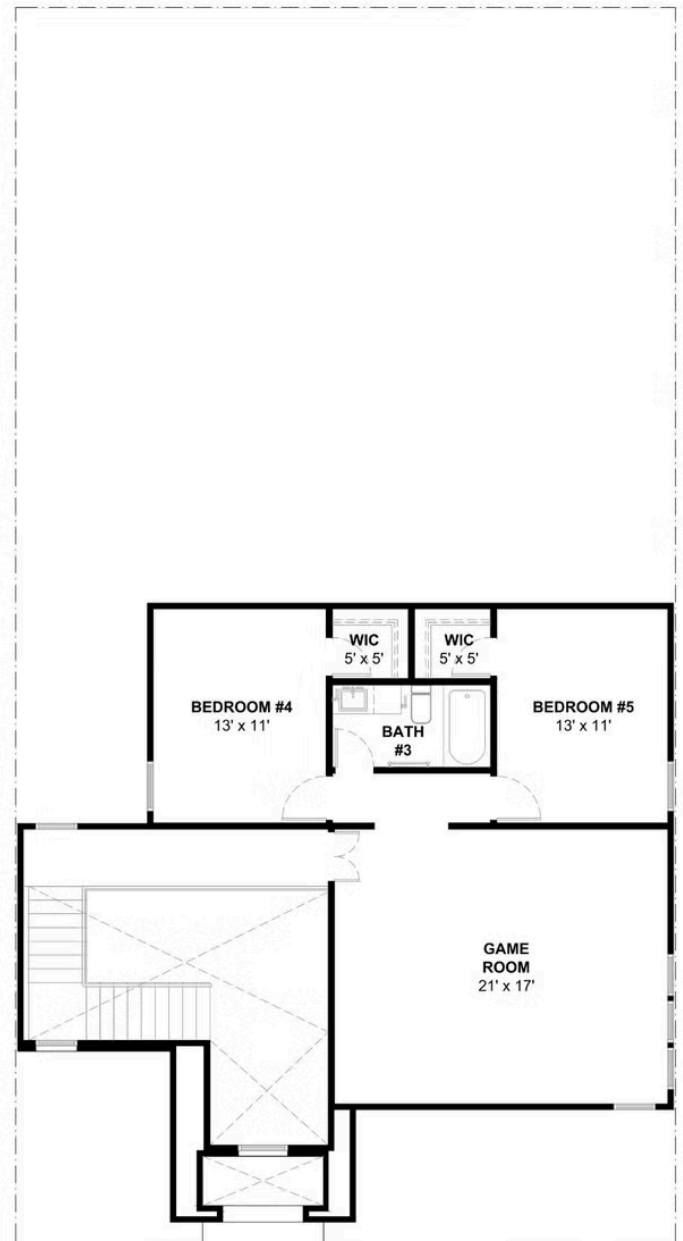 WIC
5' x 5'
WIC
5' x 5'
BEDROOM #4
13' x 11'
BATH
#3
BEDROOM #5
13' x 11'
GAME
ROOM
21' x 17'